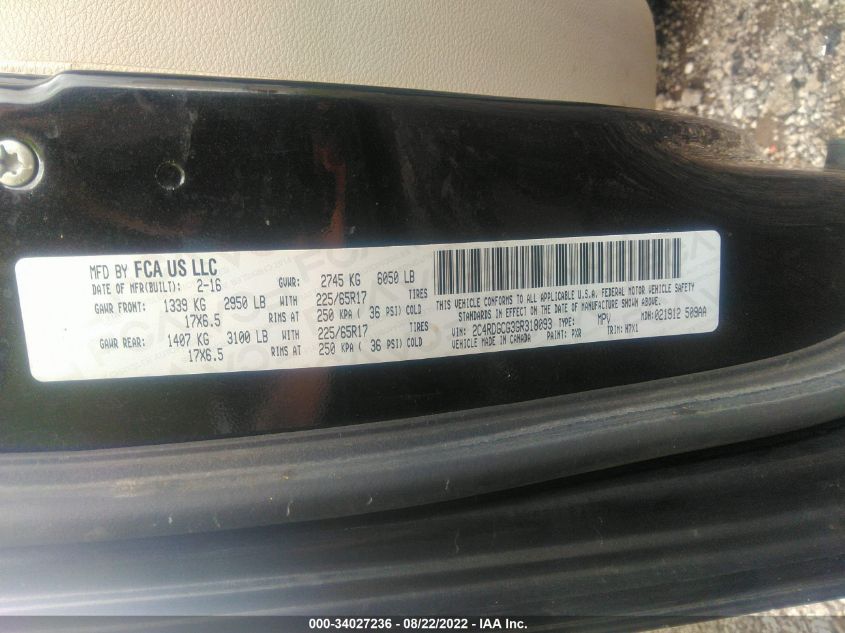 MFD BY FCA US LLC
DATE OF MFR(BUILT): 2-16 GVWR: 2745 KG 6050 LB
GAWR FRONT: 1339 KG 2950 LB WITH 225/65R17 TIRES
17X6.5 RIMS AT 250 KPA ( 36 PSI) COLD
GAWR REAR: 1407 KG 3100 LB WITH 225/65R17 TIRES
17X6.5 RIMS AT 250 KPA ( 36 PSI) COLD
THIS VEHICLE CONFORMS TO ALL APPLICABLE U.S.A. FEDERAL MOTOR VEHICLE SAFETY
STANDARDS IN EFFECT ON THE DATE OF MANUFACTURE SHOWN ABOVE.
VIN: 2C4RDGCG3GR318093 TYPE: MPV MDH:021912 509AA
VEHICLE MADE IN CANADA PAINT: PXR TRIM: H7X1
000-34027236 - 08/22/2022 - IAA Inc.